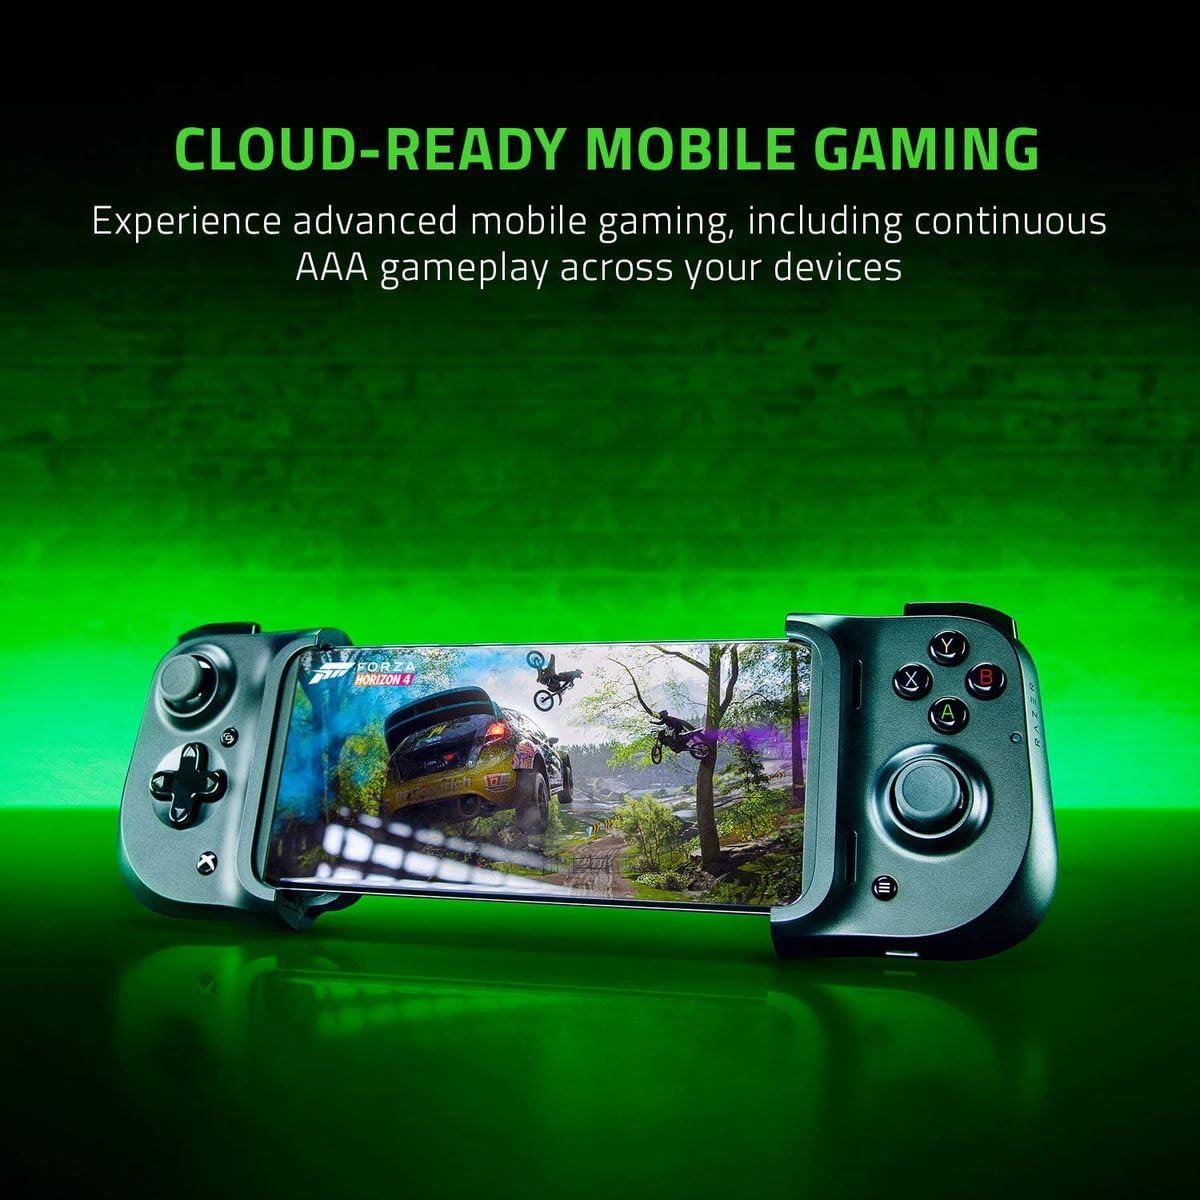 CLOUD-READY MOBILE GAMING
Experience advanced mobile gaming, including continuous
AAA gameplay across your devices
FORZA
HORIZON 4
Y
X
B
A
RAZER